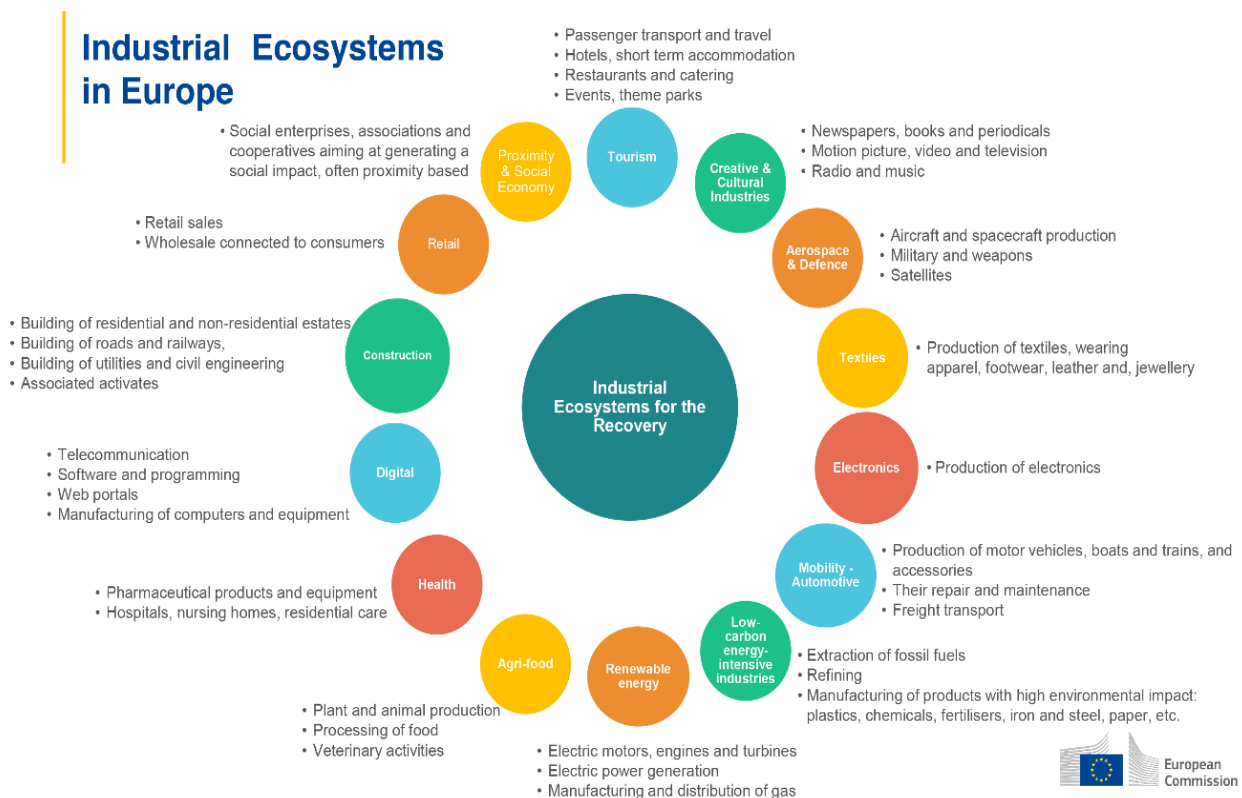 Industrial Ecosystems
in Europe
• Passenger transport and travel
• Hotels, short term accommodation
• Restaurants and catering
• Events, theme parks
Tourism
• Newspapers, books and periodicals
• Motion picture, video and television
• Radio and music
Creative &
Cultural
Industries
• Aircraft and spacecraft production
• Military and weapons
• Satellites
Aerospace
& Defence
• Production of textiles, wearing
apparel, footwear, leather and, jewellery
Textiles
• Production of electronics
Electronics
• Production of motor vehicles, boats and trains, and
accessories
• Their repair and maintenance
• Freight transport
Mobility -
Automotive
Low-
carbon
energy-
intensive
industries
• Extraction of fossil fuels
• Refining
• Manufacturing of products with high environmental impact:
plastics, chemicals, fertilisers, iron and steel, paper, etc.
Renewable
energy
• Electric motors, engines and turbines
• Electric power generation
• Manufacturing and distribution of gas
Agri-food
• Plant and animal production
• Processing of food
• Veterinary activities
Health
• Pharmaceutical products and equipment
• Hospitals, nursing homes, residential care
Digital
• Telecommunication
• Software and programming
• Web portals
• Manufacturing of computers and equipment
Construction
• Building of residential and non-residential estates
• Building of roads and railways,
• Building of utilities and civil engineering
• Associated activates
Retail
• Retail sales
• Wholesale connected to consumers
Proximity
& Social
Economy
• Social enterprises, associations and
cooperatives aiming at generating a
social impact, often proximity based
Industrial
Ecosystems for the
Recovery
European
Commission